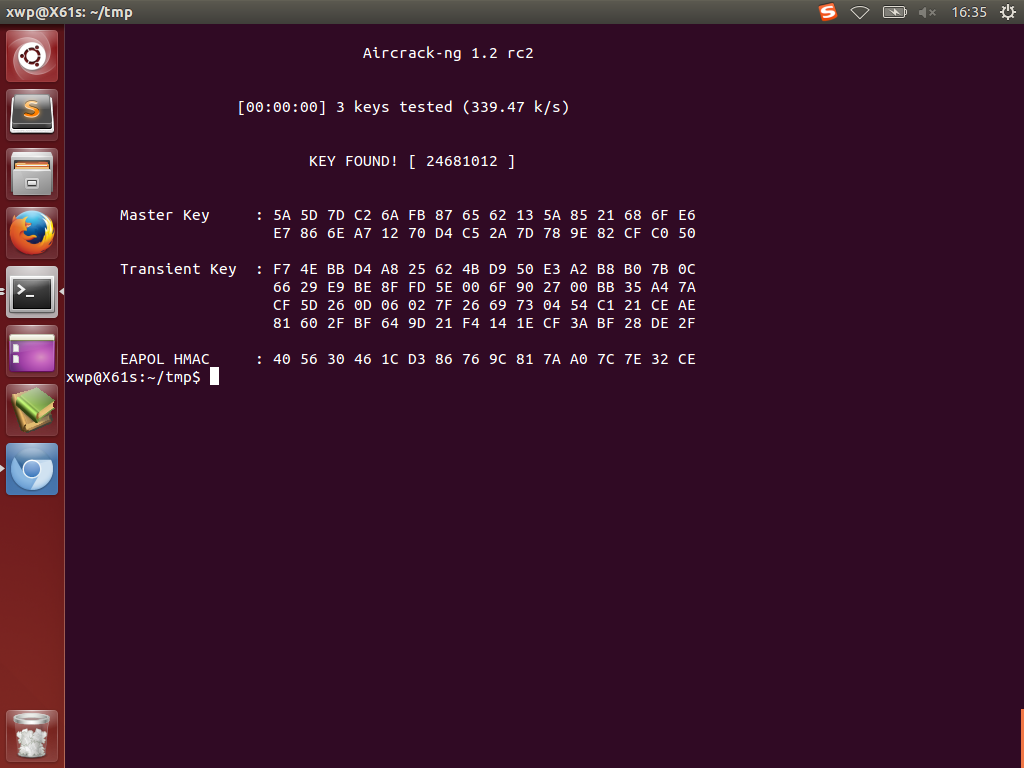 xwp@X61s: ~/tmp
16:35
Aircrack-ng 1.2 rc2
[00:00:00] 3 keys tested (339.47 k/s)
KEY FOUND! [ 24681012 ]
Master Key : 5A 5D 7D C2 6A FB 87 65 62 13 5A 85 21 68 6F E6
E7 86 6E A7 12 70 D4 C5 2A 7D 78 9E 82 CF C0 50
Transient Key : F7 4E BB D4 A8 25 62 4B D9 50 E3 A2 B8 B0 7B 0C
66 29 E9 BE 8F FD 5E 00 6F 90 27 00 BB 35 A4 7A
CF 5D 26 0D 06 02 7F 26 69 73 04 54 C1 21 CE AE
81 60 2F BF 64 9D 21 F4 14 1E CF 3A BF 28 DE 2F
EAPOL HMAC : 40 56 30 46 1C D3 86 76 9C 81 7A A0 7C 7E 32 CE
xwp@X61s:~/tmp$